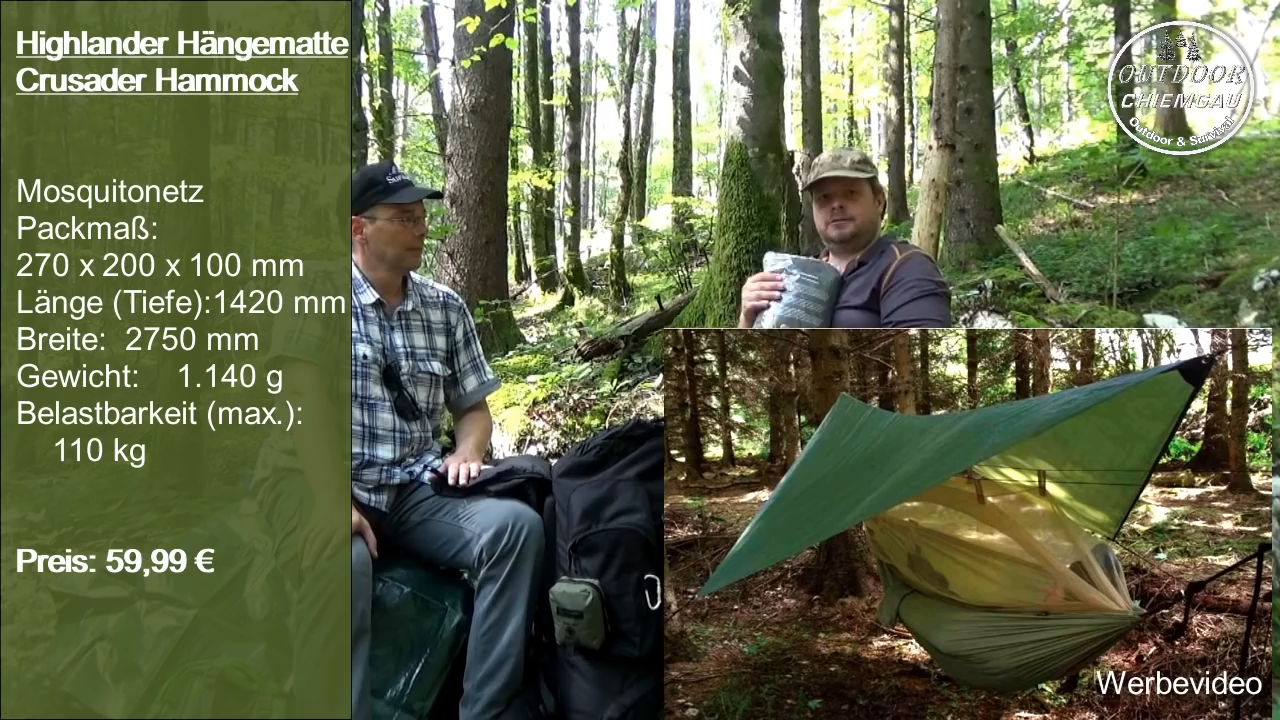 Highlander Hängematte
Crusader Hammock
Mosquitonetz
Packmaß:
270 x 200 x 100 mm
Länge (Tiefe):1420 mm
Breite: 2750 mm
Gewicht: 1.140 g
Belastbarkeit (max.):
110 kg
Preis: 59,99 €
OUTDOOR
CHIEMGAU
Outdoor & Survival
Werbevideo